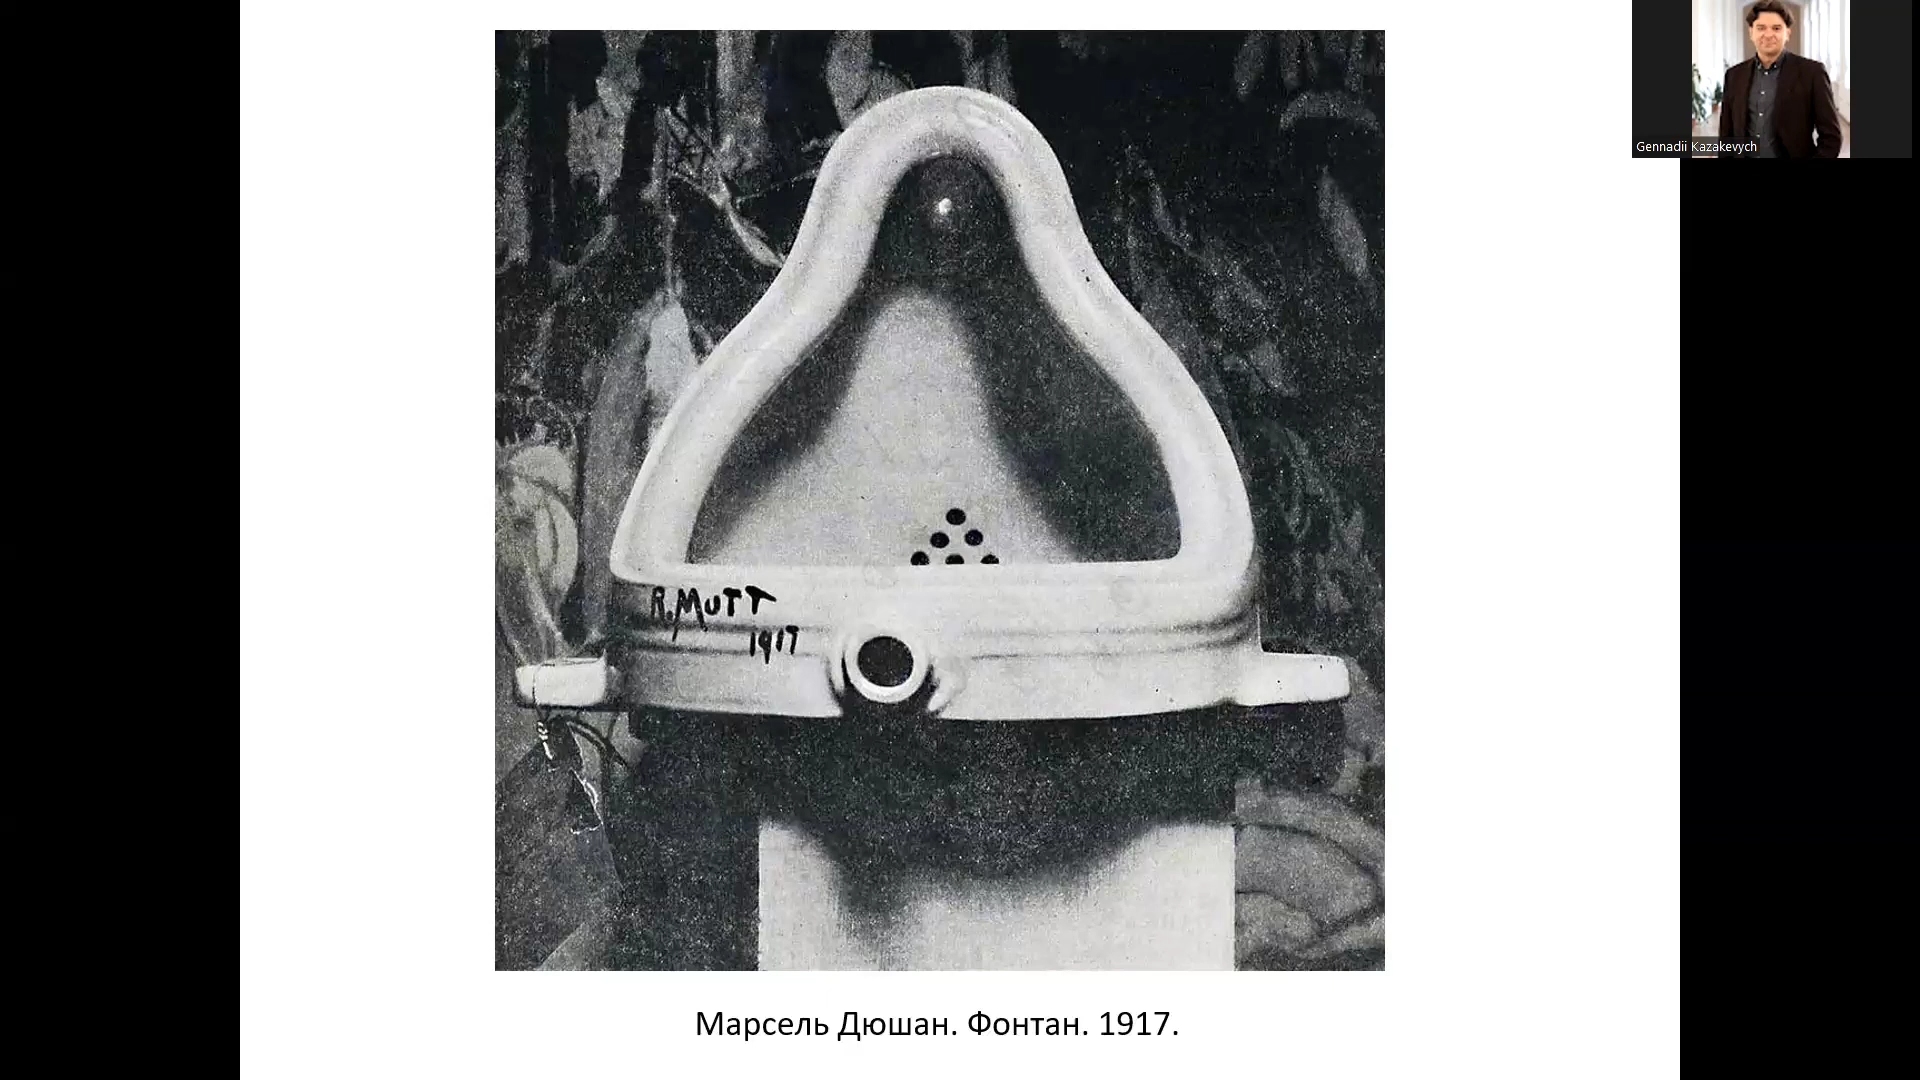 Gennadii Kazakevych
R.MUTT
1917
Марсель Дюшан. Фонтан. 1917.